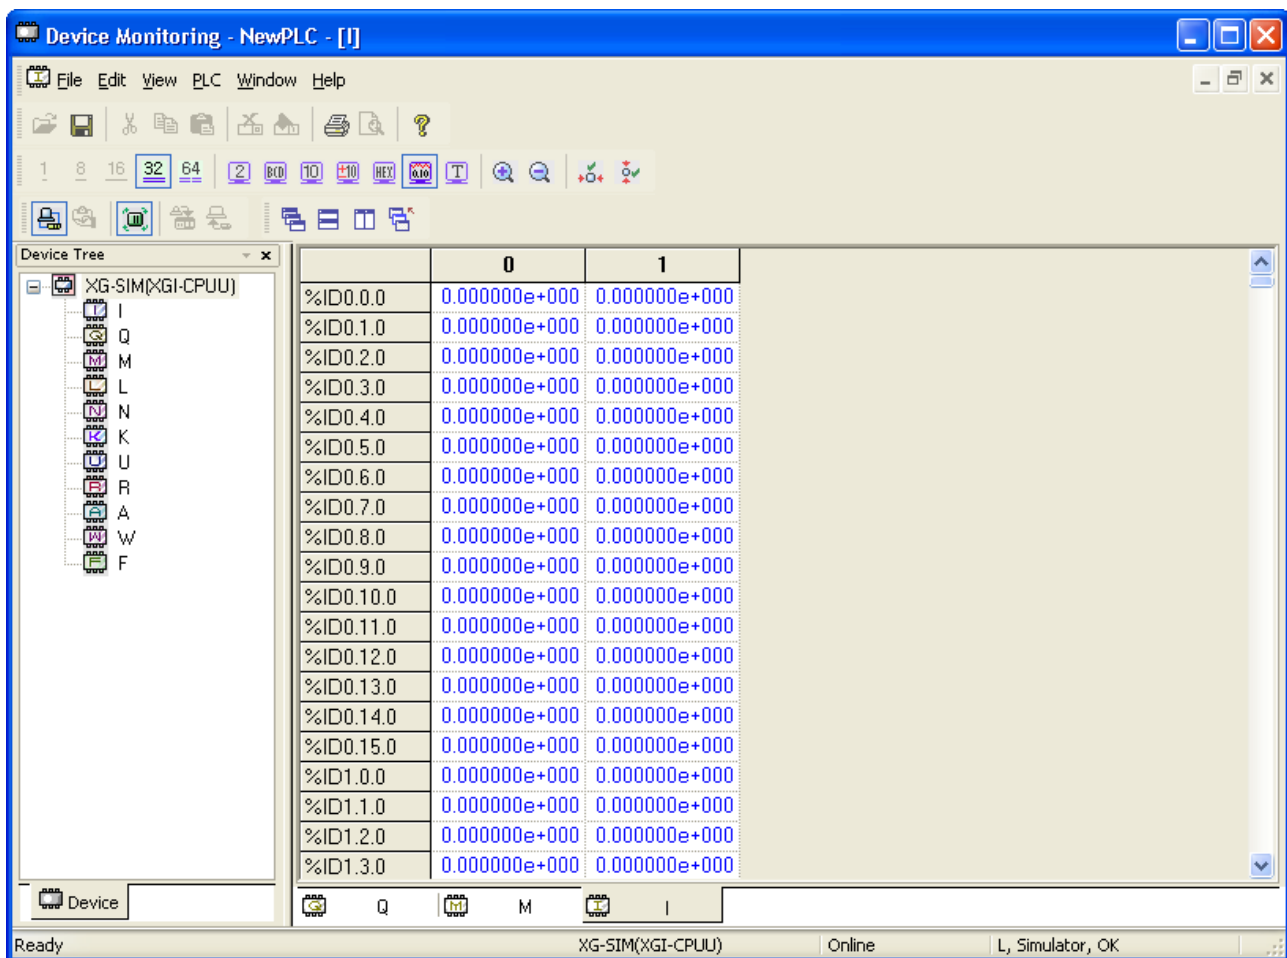 Device Monitoring - NewPLC - [I]
File Edit View PLC Window Help
1 8 16 32 64 2 BCD 10 ±10 HEX 0.10 T
Device Tree
0 1
XG-SIM(XGI-CPUU)
I
Q
M
L
N
K
U
R
A
W
F
%ID0.0.0 0.000000e+000 0.000000e+000
%ID0.1.0 0.000000e+000 0.000000e+000
%ID0.2.0 0.000000e+000 0.000000e+000
%ID0.3.0 0.000000e+000 0.000000e+000
%ID0.4.0 0.000000e+000 0.000000e+000
%ID0.5.0 0.000000e+000 0.000000e+000
%ID0.6.0 0.000000e+000 0.000000e+000
%ID0.7.0 0.000000e+000 0.000000e+000
%ID0.8.0 0.000000e+000 0.000000e+000
%ID0.9.0 0.000000e+000 0.000000e+000
%ID0.10.0 0.000000e+000 0.000000e+000
%ID0.11.0 0.000000e+000 0.000000e+000
%ID0.12.0 0.000000e+000 0.000000e+000
%ID0.13.0 0.000000e+000 0.000000e+000
%ID0.14.0 0.000000e+000 0.000000e+000
%ID0.15.0 0.000000e+000 0.000000e+000
%ID1.0.0 0.000000e+000 0.000000e+000
%ID1.1.0 0.000000e+000 0.000000e+000
%ID1.2.0 0.000000e+000 0.000000e+000
%ID1.3.0 0.000000e+000 0.000000e+000
Device
Q M I
Ready XG-SIM(XGI-CPUU) Online L, Simulator, OK